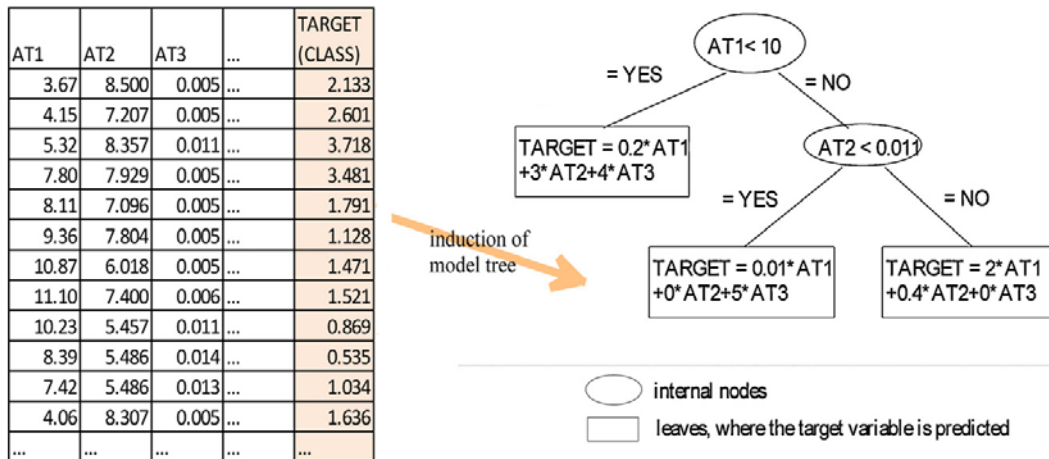 AT1 AT2 AT3 ... TARGET (CLASS)
3.67 8.500 0.005 ... 2.133
4.15 7.207 0.005 ... 2.601
5.32 8.357 0.011 ... 3.718
7.80 7.929 0.005 ... 3.481
8.11 7.096 0.005 ... 1.791
9.36 7.804 0.005 ... 1.128
10.87 6.018 0.005 ... 1.471
11.10 7.400 0.006 ... 1.521
10.23 5.457 0.011 ... 0.869
8.39 5.486 0.014 ... 0.535
7.42 5.486 0.013 ... 1.034
4.06 8.307 0.005 ... 1.636
... ... ... ... ...
induction of
model tree
AT1< 10
= YES
= NO
TARGET = 0.2*AT1
+3*AT2+4*AT3
AT2 < 0.011
= YES
= NO
TARGET = 0.01*AT1
+0*AT2+5*AT3
TARGET = 2*AT1
+0.4*AT2+0*AT3
internal nodes
leaves, where the target variable is predicted